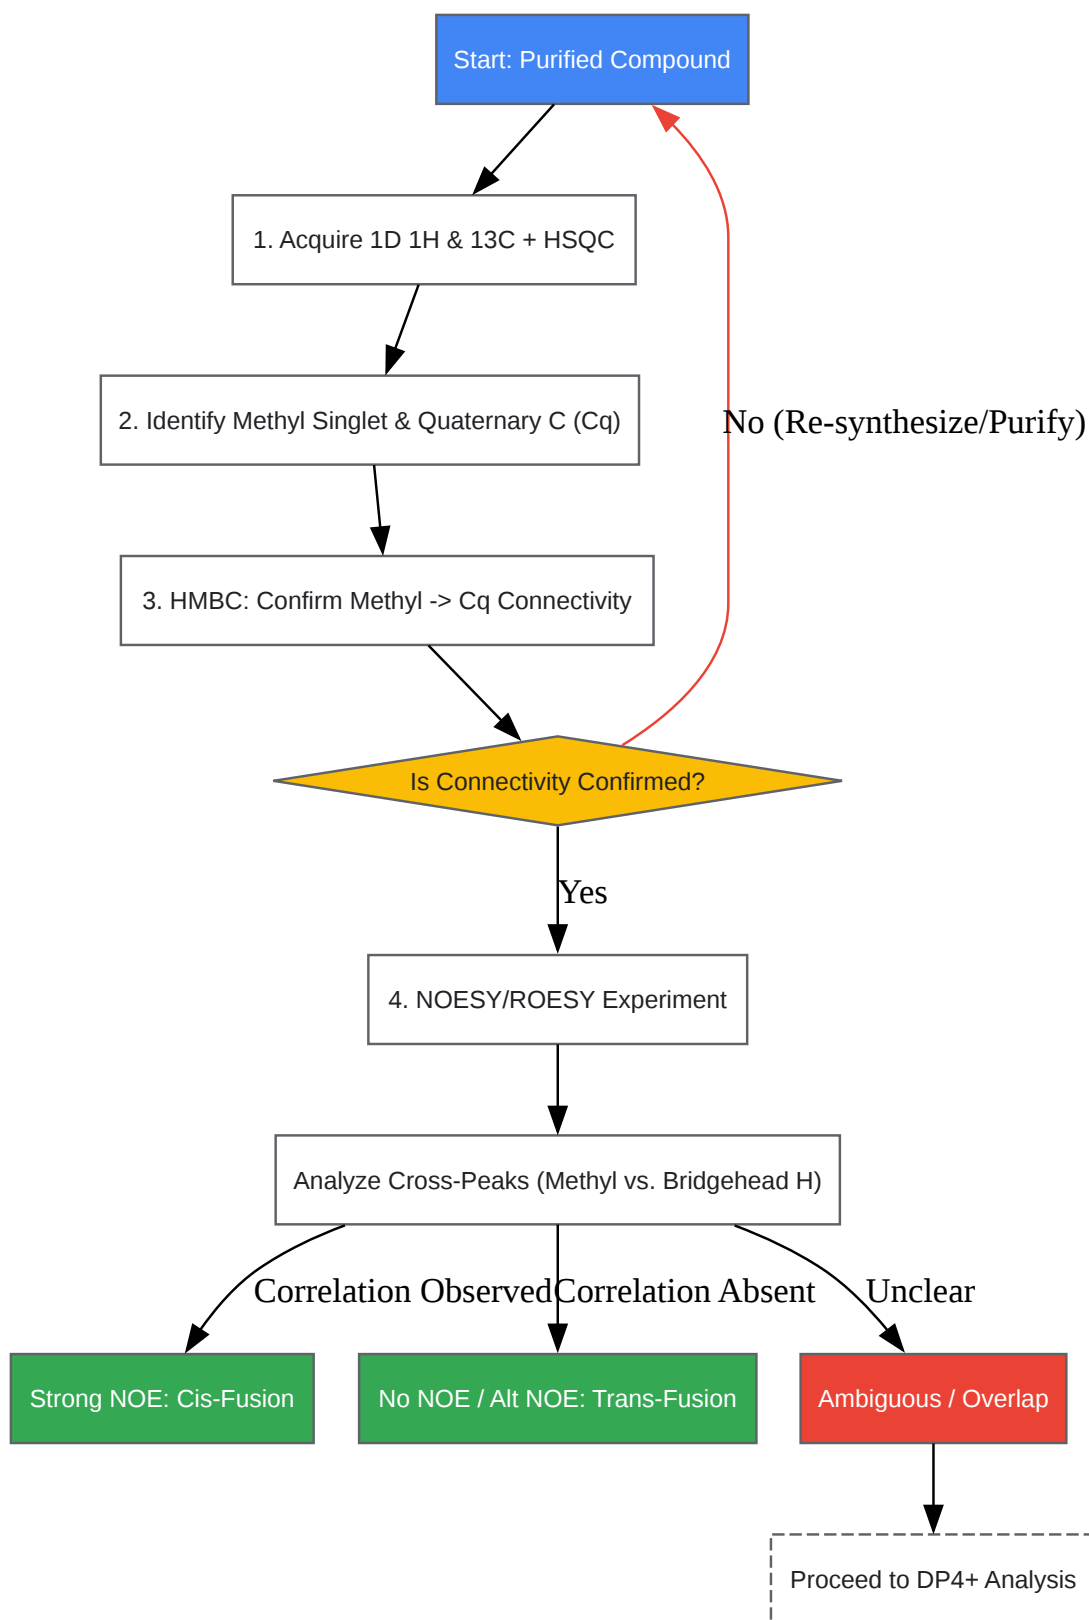 Start: Purified Compound
1. Acquire 1D 1H & 13C + HSQC
2. Identify Methyl Singlet & Quaternary C (Cq)
No (Re-synthesize/Purify)
3. HMBC: Confirm Methyl -> Cq Connectivity
Is Connectivity Confirmed?
Yes
4. NOESY/ROESY Experiment
Analyze Cross-Peaks (Methyl vs. Bridgehead H)
Correlation Observed
Correlation Absent
Unclear
Strong NOE: Cis-Fusion
No NOE / Alt NOE: Trans-Fusion
Ambiguous / Overlap
Proceed to DP4+ Analysis